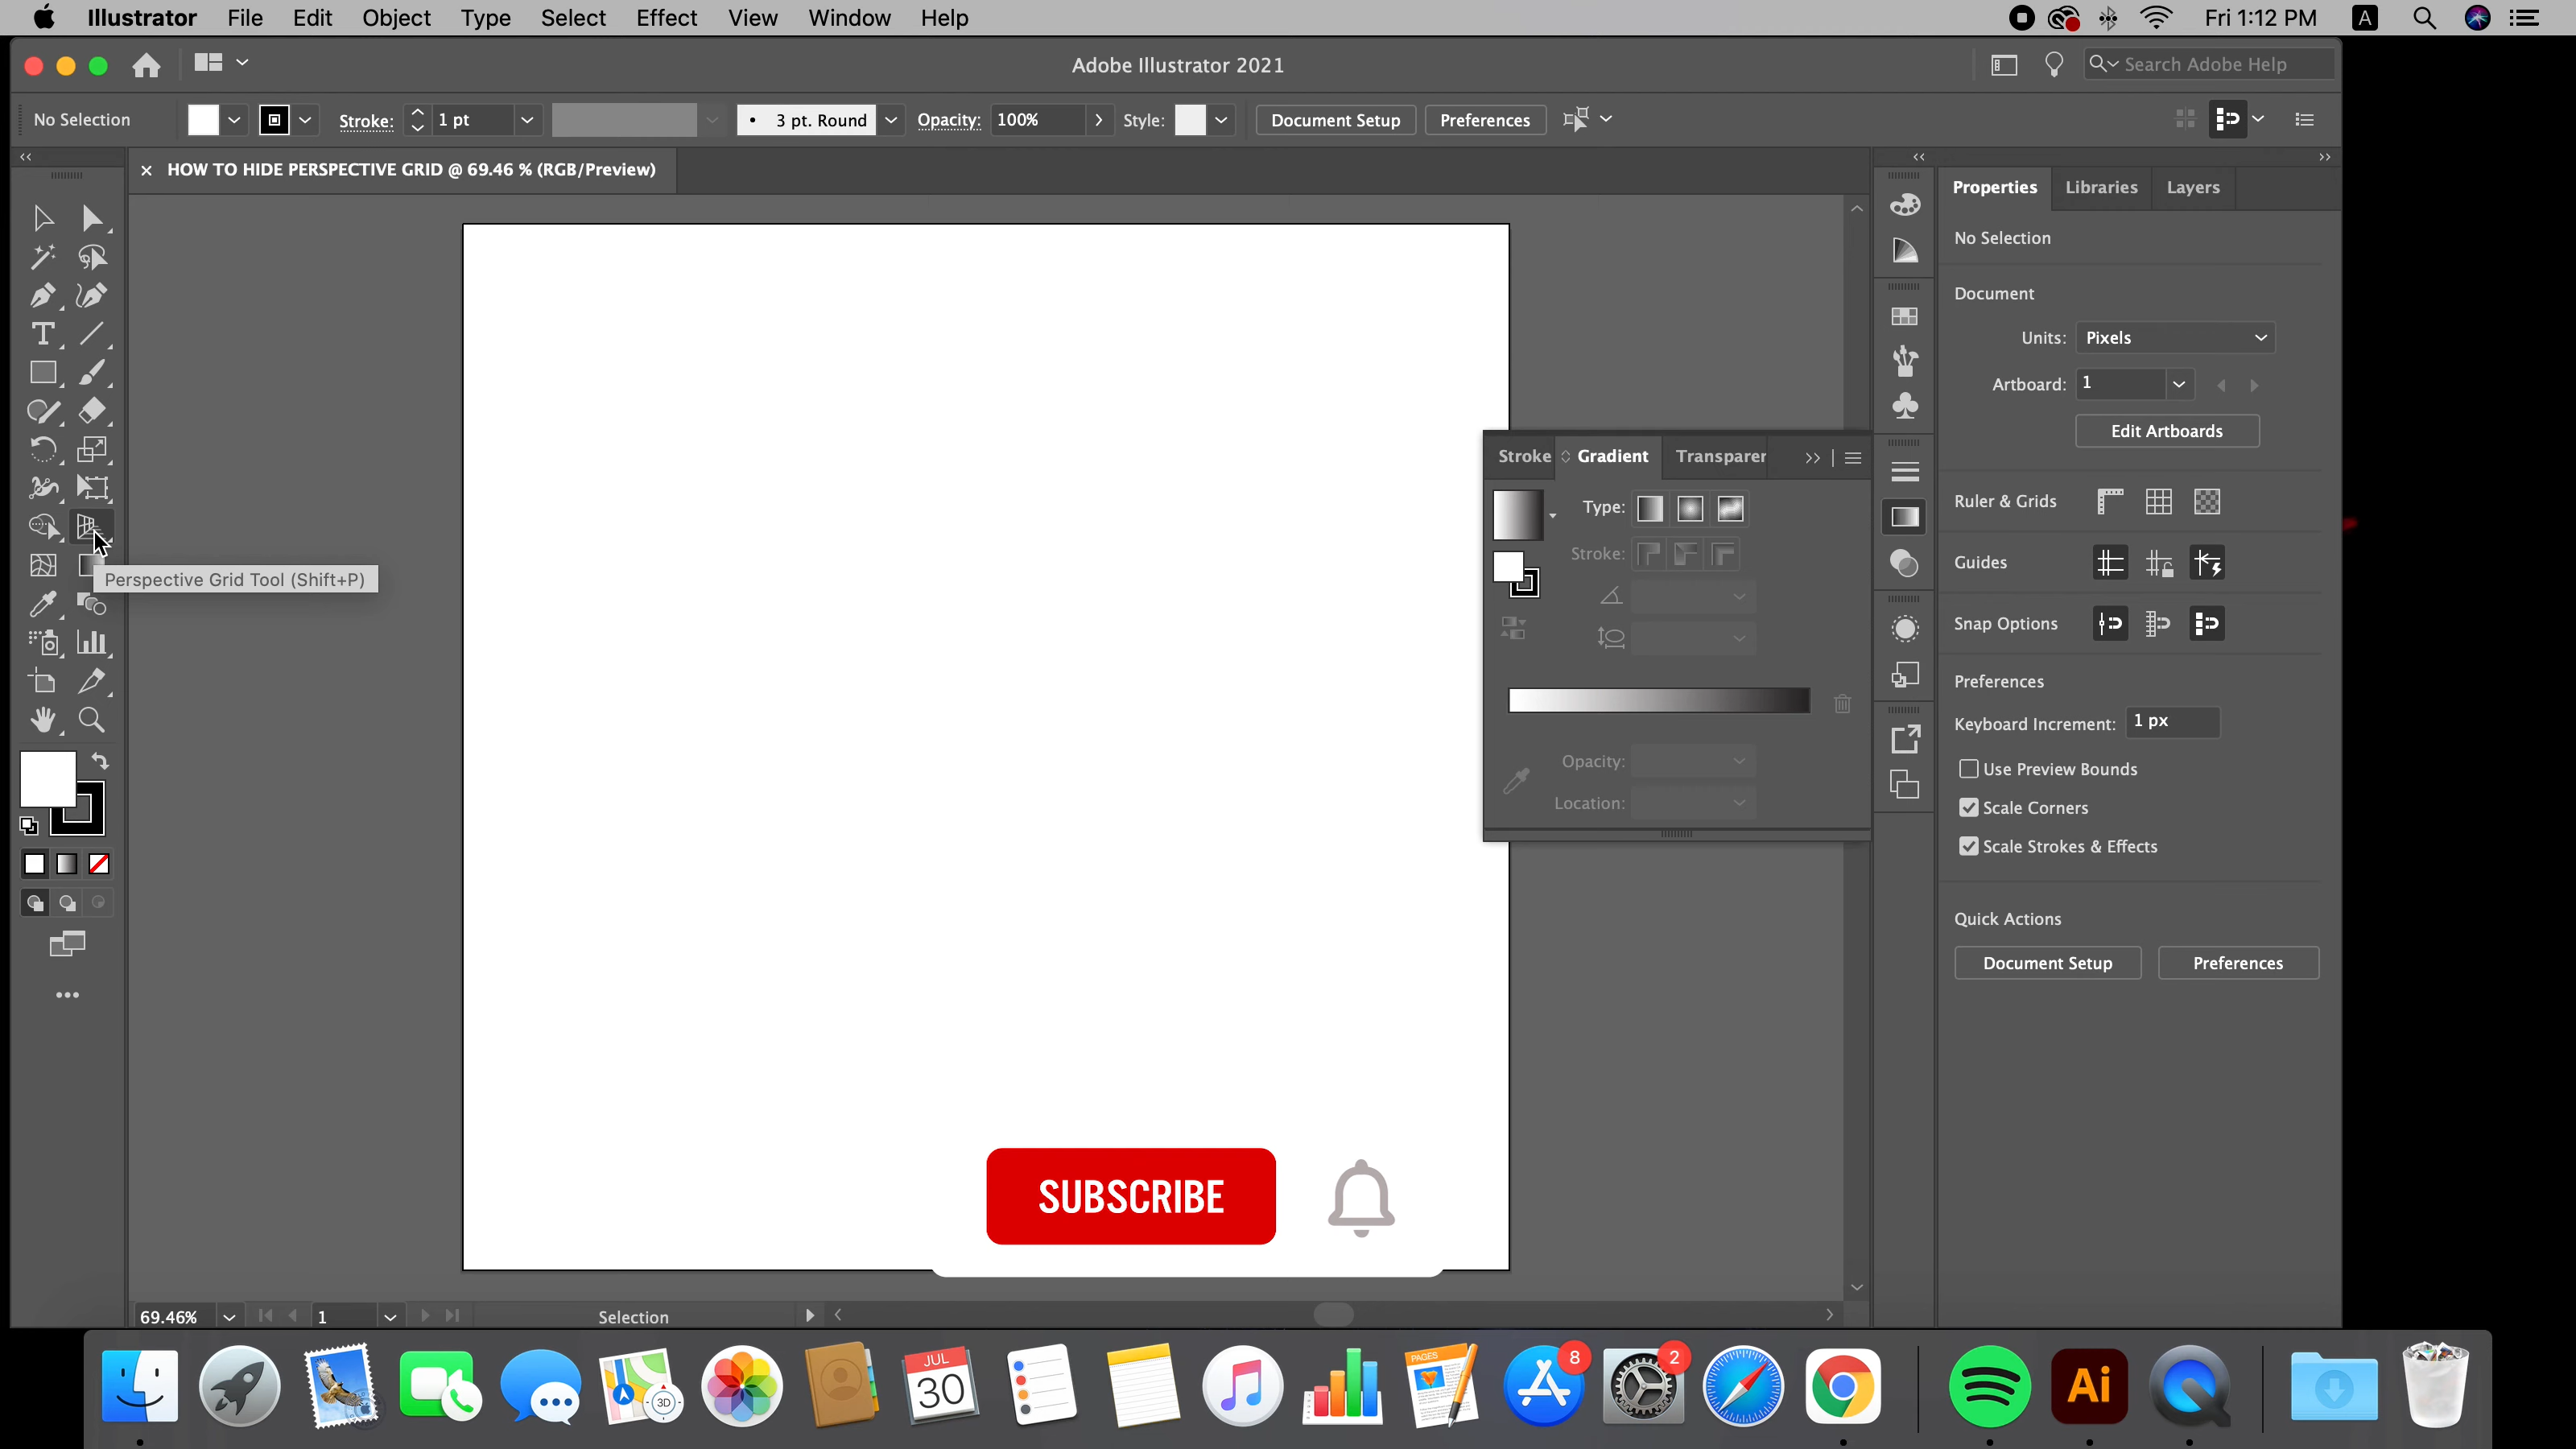 Illustrator File Edit Object Type Select Effect View Window Help
Fri 1:12 PM A
Adobe Illustrator 2021
Search Adobe Help
No Selection
Stroke: 1 pt
3 pt. Round
Opacity: 100%
Style:
Document Setup
Preferences
HOW TO HIDE PERSPECTIVE GRID @ 69.46 % (RGB/Preview)
Properties Libraries Layers
No Selection
Document
Units: Pixels
Artboard: 1
Edit Artboards
Ruler & Grids
Guides
Snap Options
Preferences
Keyboard Increment: 1 px
Use Preview Bounds
Scale Corners
Scale Strokes & Effects
Quick Actions
Document Setup Preferences
Stroke Gradient Transparer
Type:
Stroke:
Opacity:
Location:
Perspective Grid Tool (Shift+P)
SUBSCRIBE
69.46% 1 Selection
3D
JUL
30
PAGES
8
2
Ai